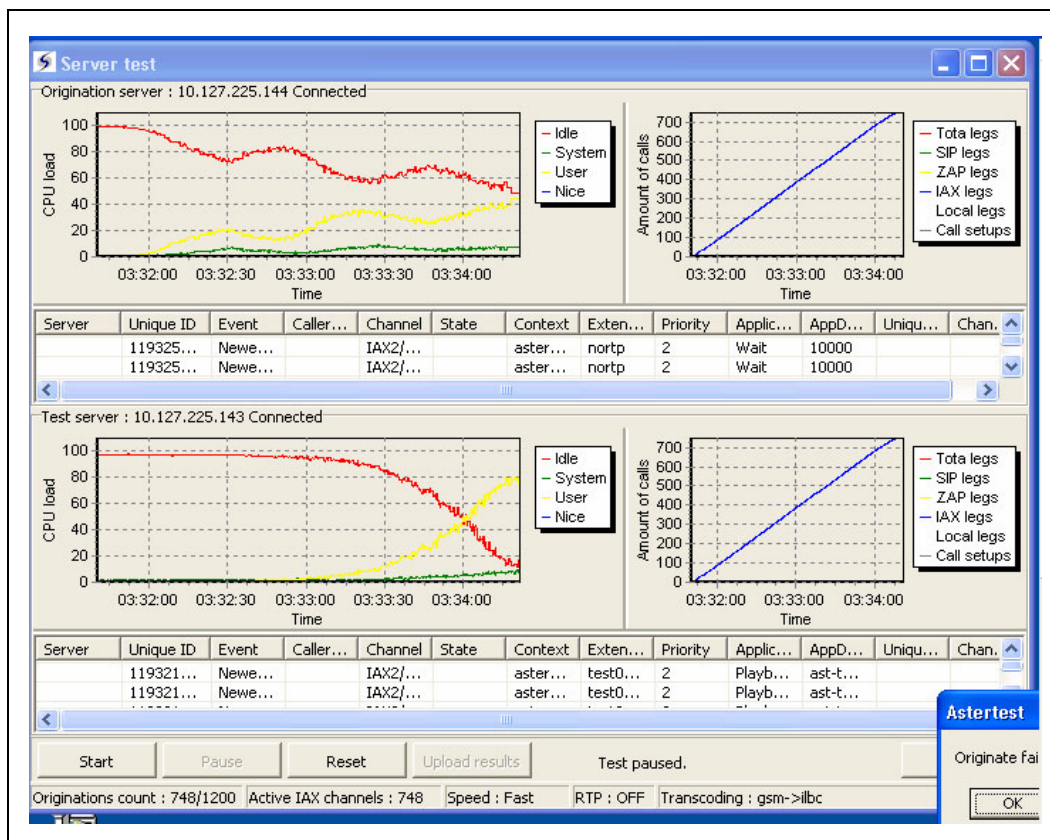 Server test
Origination server : 10.127.225.144 Connected
CPU load
100
80
60
40
20
0
03:32:00 03:32:30 03:33:00 03:33:30 03:34:00
Time
Idle
System
User
Nice
Amount of calls
700
600
500
400
300
200
100
0
03:32:00 03:33:00 03:34:00
Time
Tota legs
SIP legs
ZAP legs
IAX legs
Local legs
Call setups
Server Unique ID Event Caller... Channel State Context Exten... Priority Applic... AppD... Uniqu... Chan.
119325... Newe... IAX2/... aster... nortp 2 Wait 10000
119325... Newe... IAX2/... aster... nortp 2 Wait 10000
Test server : 10.127.225.143 Connected
CPU load
100
80
60
40
20
0
03:32:00 03:32:30 03:33:00 03:33:30 03:34:00
Time
Idle
System
User
Nice
Amount of calls
700
600
500
400
300
200
100
0
03:32:00 03:33:00 03:34:00
Time
Tota legs
SIP legs
ZAP legs
IAX legs
Local legs
Call setups
Server Unique ID Event Caller... Channel State Context Exten... Priority Applic... AppD... Uniqu... Chan.
119321... Newe... IAX2/... aster... test0... 2 Playb... ast-t...
119321... Newe... IAX2/... aster... test0... 2 Playb... ast-t...
Astertest
Originate fai
OK
Start Pause Reset Upload results Test paused.
Originations count : 748/1200 Active IAX channels : 748 Speed : Fast RTP : OFF Transcoding : gsm->ilbc